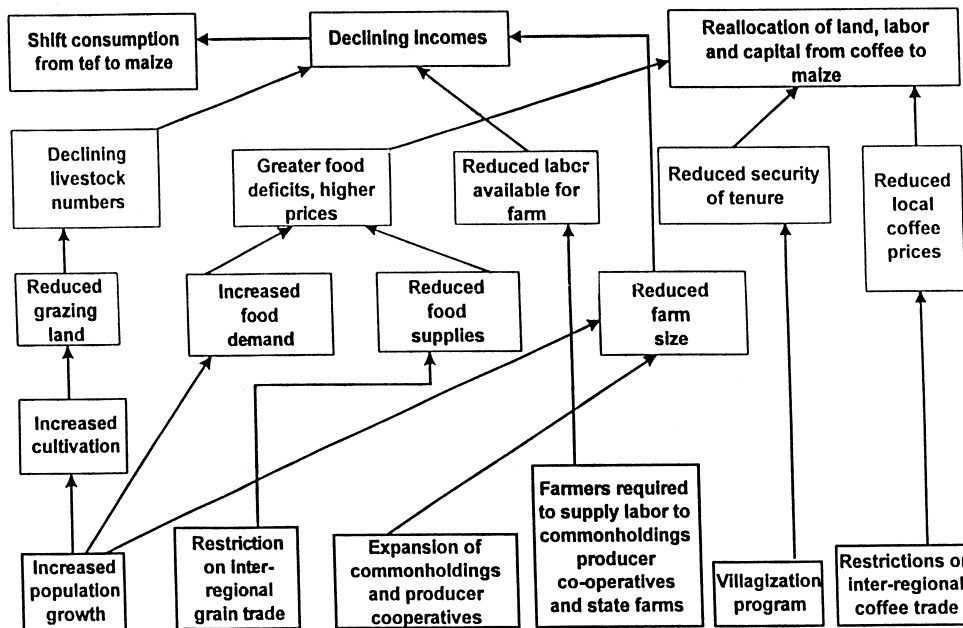 Shift consumption
from tef to maize
Declining incomes
Reallocation of land, labor
and capital from coffee to
maize
Declining
livestock
numbers
Greater food
deficits, higher
prices
Reduced labor
available for
farm
Reduced security
of tenure
Reduced
local
coffee
prices
Reduced
grazing
land
Increased
food
demand
Reduced
food
supplies
Reduced
farm
size
Increased
cultivation
Increased
population
growth
Restriction
on inter-
regional
grain trade
Expansion of
commonholdings
and producer
cooperatives
Farmers required
to supply labor to
commonholdings
producer
co-operatives
and state farms
Villagization
program
Restrictions on
inter-regional
coffee trade